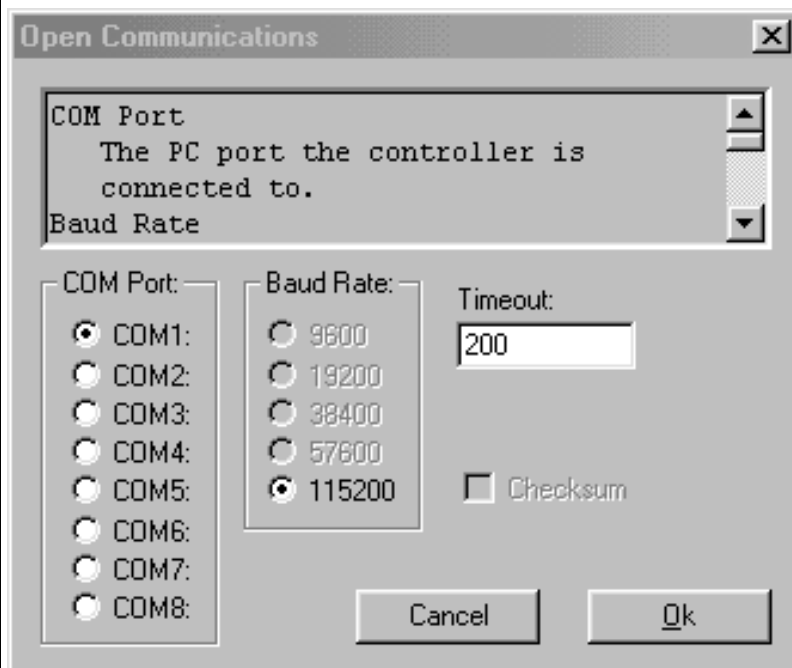 Open Communications
COM Port
The PC port the controller is
connected to.
Baud Rate
COM Port:
COM1:
COM2:
COM3:
COM4:
COM5:
COM6:
COM7:
COM8:
Baud Rate:
9600
19200
38400
57600
115200
Timeout:
200
Checksum
Cancel
Ok